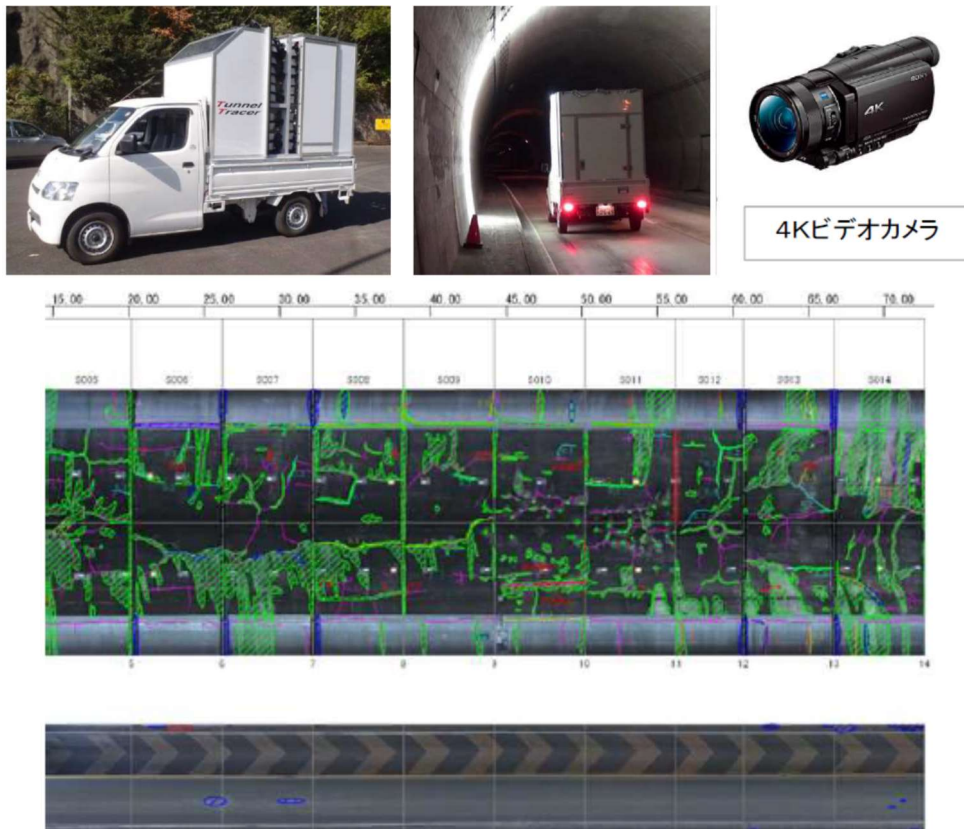 Tunnel
Tracer
SONY
4K
4Kビデオカメラ
15.00 20.00 25.00 30.00 35.00 40.00 45.00 50.00 55.00 60.00 65.00 70.00
S005 S006 S007 S008 S009 S010 S011 S012 S013 S014
5 6 7 8 9 10 11 12 13 14